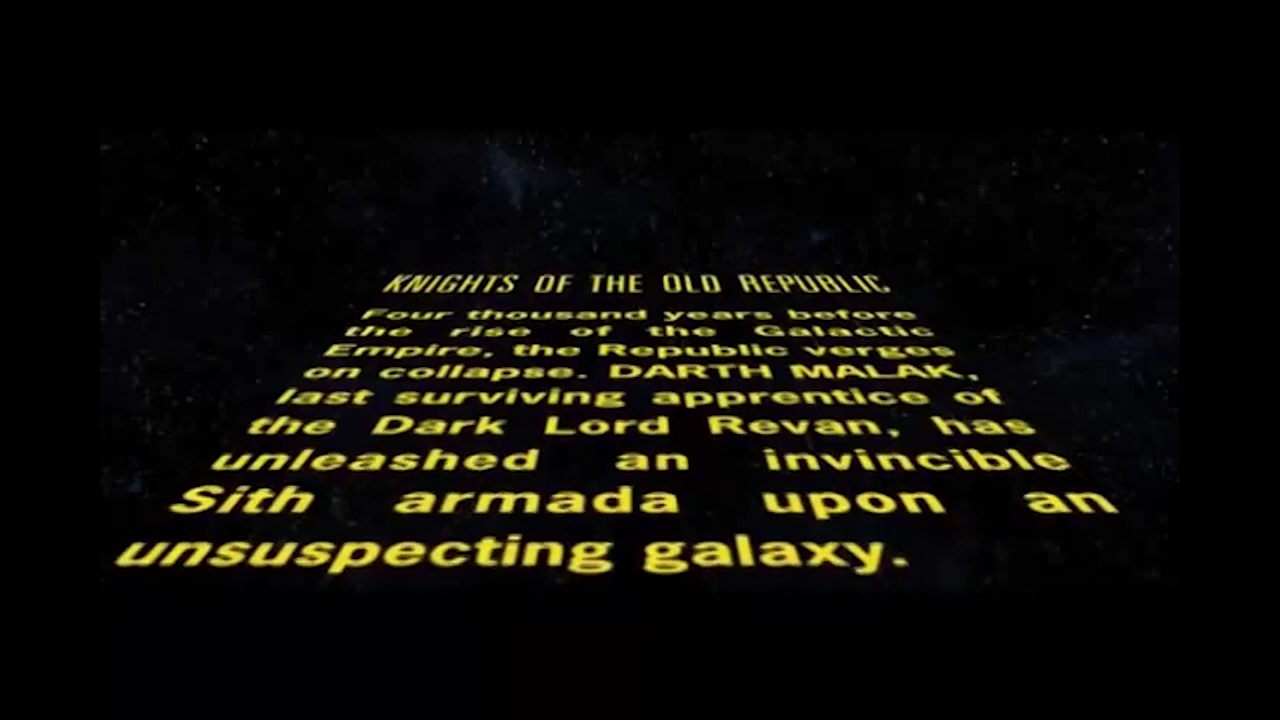 KNIGHTS OF THE OLD REPUBLIC
Four thousand years before
the rise of the Galactic
Empire, the Republic verges
on collapse. DARTH MALAK,
last surviving apprentice of
the Dark Lord Revan, has
unleashed an invincible
Sith armada upon an
unsuspecting galaxy.